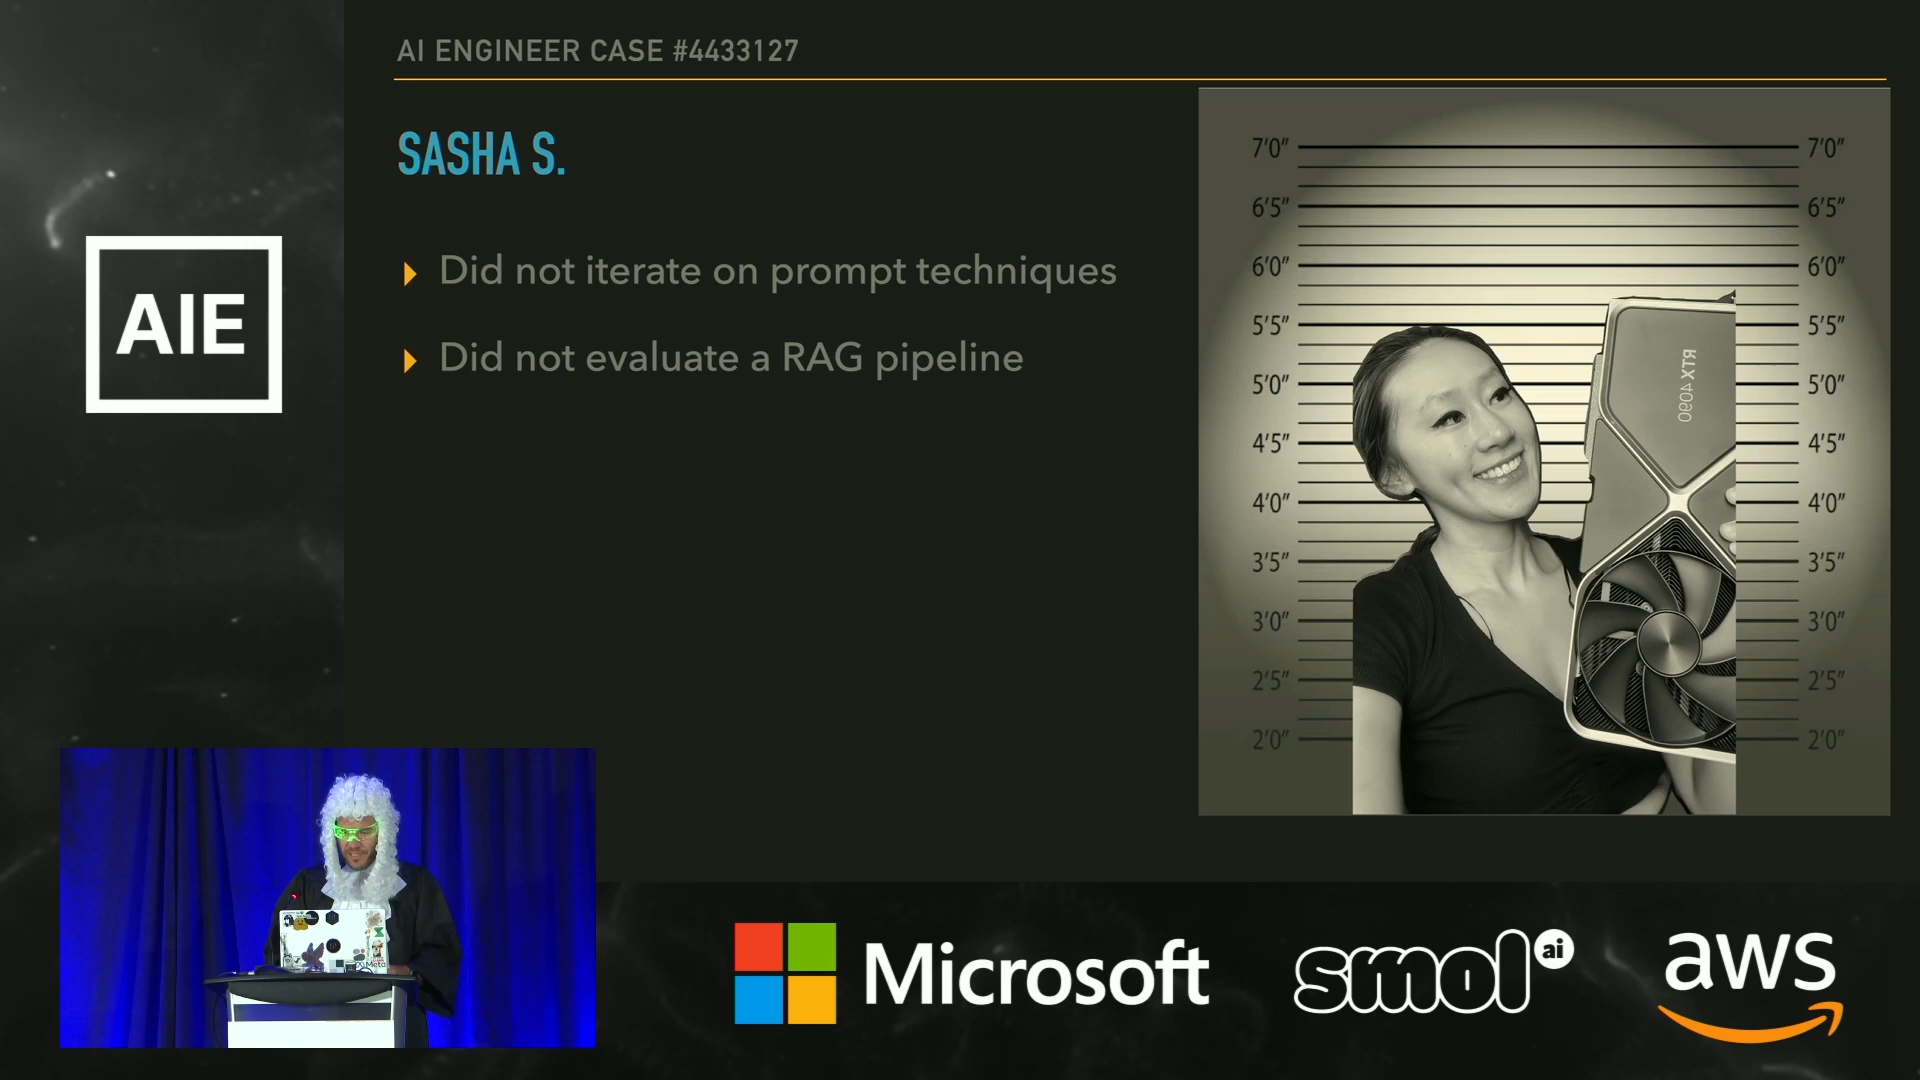 AI ENGINEER CASE #4433127
SASHA S.
Did not iterate on prompt techniques
Did not evaluate a RAG pipeline
AIE
7'0" 7'0"
6'5" 6'5"
6'0" 6'0"
5'5" 5'5"
5'0" 5'0"
4'5" 4'5"
4'0" 4'0"
3'5" 3'5"
3'0" 3'0"
2'5" 2'5"
2'0" 2'0"
RTX 4090
Meta
Microsoft
smol ai
aws